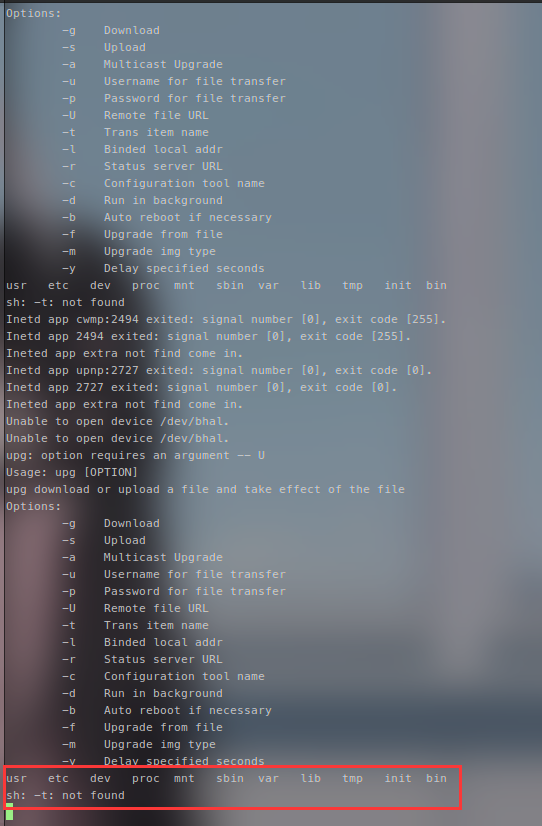 Options:
-g Download
-s Upload
-a Multicast Upgrade
-u Username for file transfer
-p Password for file transfer
-U Remote file URL
-t Trans item name
-l Binded local addr
-r Status server URL
-c Configuration tool name
-d Run in background
-b Auto reboot if necessary
-f Upgrade from file
-m Upgrade img type
-y Delay specified seconds
usr etc dev proc mnt sbin var lib tmp init bin
sh: -t: not found
Inetd app cwmp:2494 exited: signal number [0], exit code [255].
Inetd app 2494 exited: signal number [0], exit code [255].
Ineted app extra not find come in.
Inetd app upnp:2727 exited: signal number [0], exit code [0].
Inetd app 2727 exited: signal number [0], exit code [0].
Ineted app extra not find come in.
Unable to open device /dev/bhal.
Unable to open device /dev/bhal.
upg: option requires an argument -- U
Usage: upg [OPTION]
upg download or upload a file and take effect of the file
Options:
-g Download
-s Upload
-a Multicast Upgrade
-u Username for file transfer
-p Password for file transfer
-U Remote file URL
-t Trans item name
-l Binded local addr
-r Status server URL
-c Configuration tool name
-d Run in background
-b Auto reboot if necessary
-f Upgrade from file
-m Upgrade img type
-y Delay specified seconds
usr etc dev proc mnt sbin var lib tmp init bin
sh: -t: not found